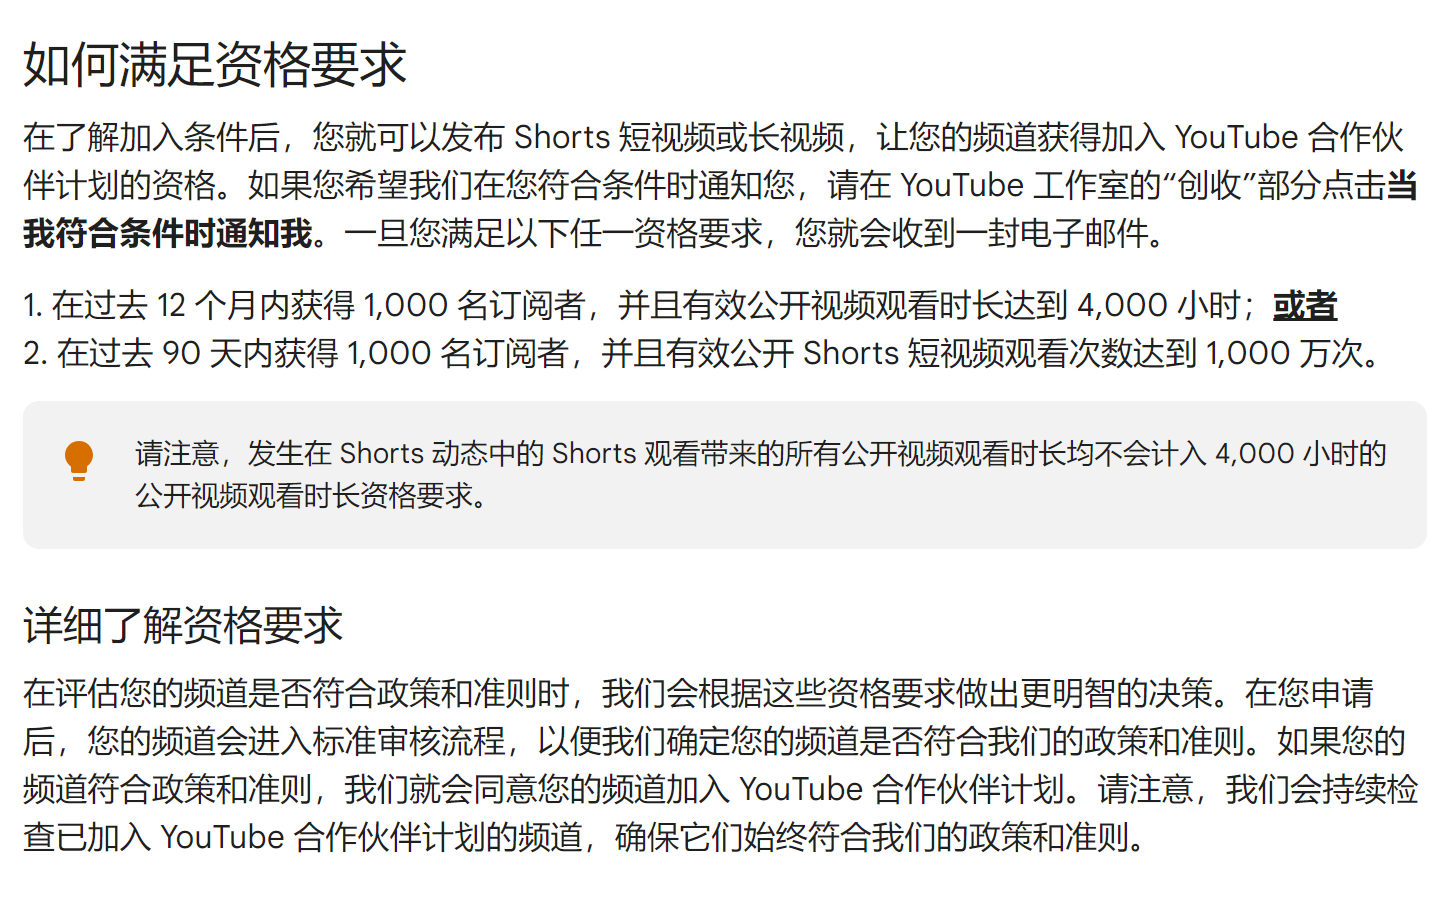 如何满足资格要求
在了解加入条件后，您就可以发布 Shorts 短视频或长视频，让您的频道获得加入 YouTube 合作伙
伴计划的资格。如果您希望我们在您符合条件时通知您，请在 YouTube 工作室的“创收”部分点击当
我符合条件时通知我。一旦您满足以下任一资格要求，您就会收到一封电子邮件。
1. 在过去 12 个月内获得 1,000 名订阅者，并且有效公开视频观看时长达到 4,000 小时；或者
2. 在过去 90 天内获得 1,000 名订阅者，并且有效公开 Shorts 短视频观看次数达到 1,000 万次。
请注意，发生在 Shorts 动态中的 Shorts 观看带来的所有公开视频观看时长均不会计入 4,000 小时的
公开视频观看时长资格要求。
详细了解资格要求
在评估您的频道是否符合政策和准则时，我们会根据这些资格要求做出更明智的决策。在您申请
后，您的频道会进入标准审核流程，以便我们确定您的频道是否符合我们的政策和准则。如果您的
频道符合政策和准则，我们就会同意您的频道加入 YouTube 合作伙伴计划。请注意，我们会持续检
查已加入 YouTube 合作伙伴计划的频道，确保它们始终符合我们的政策和准则。